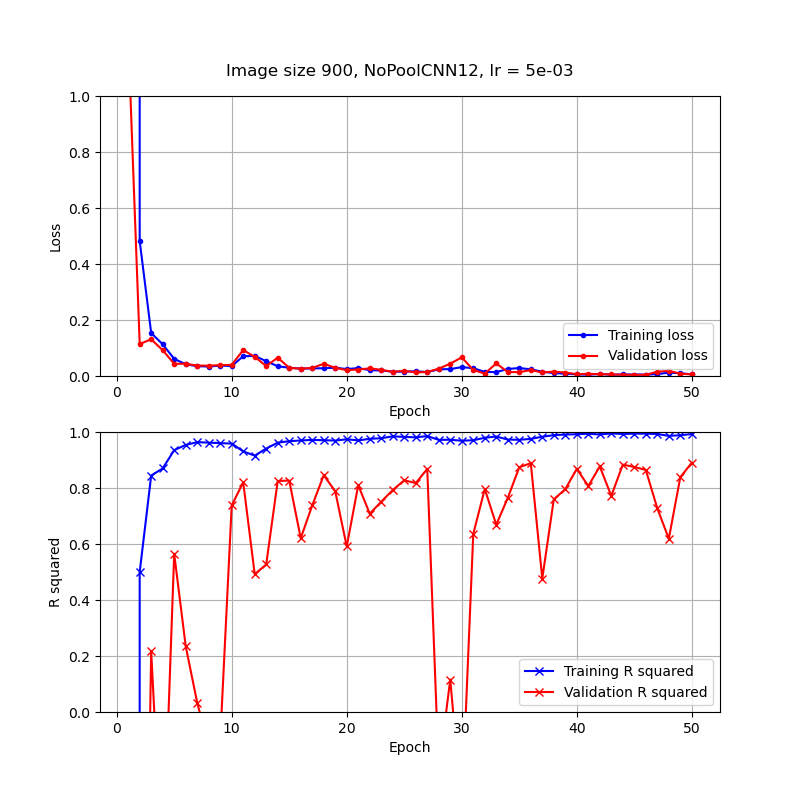 Image size 900, NoPoolCNN12, lr = 5e-03
1.0
0.8
0.6
0.4
0.2
0.0
Loss
0 10 20 30 40 50
Epoch
Training loss
Validation loss
1.0
0.8
0.6
0.4
0.2
0.0
R squared
0 10 20 30 40 50
Epoch
Training R squared
Validation R squared